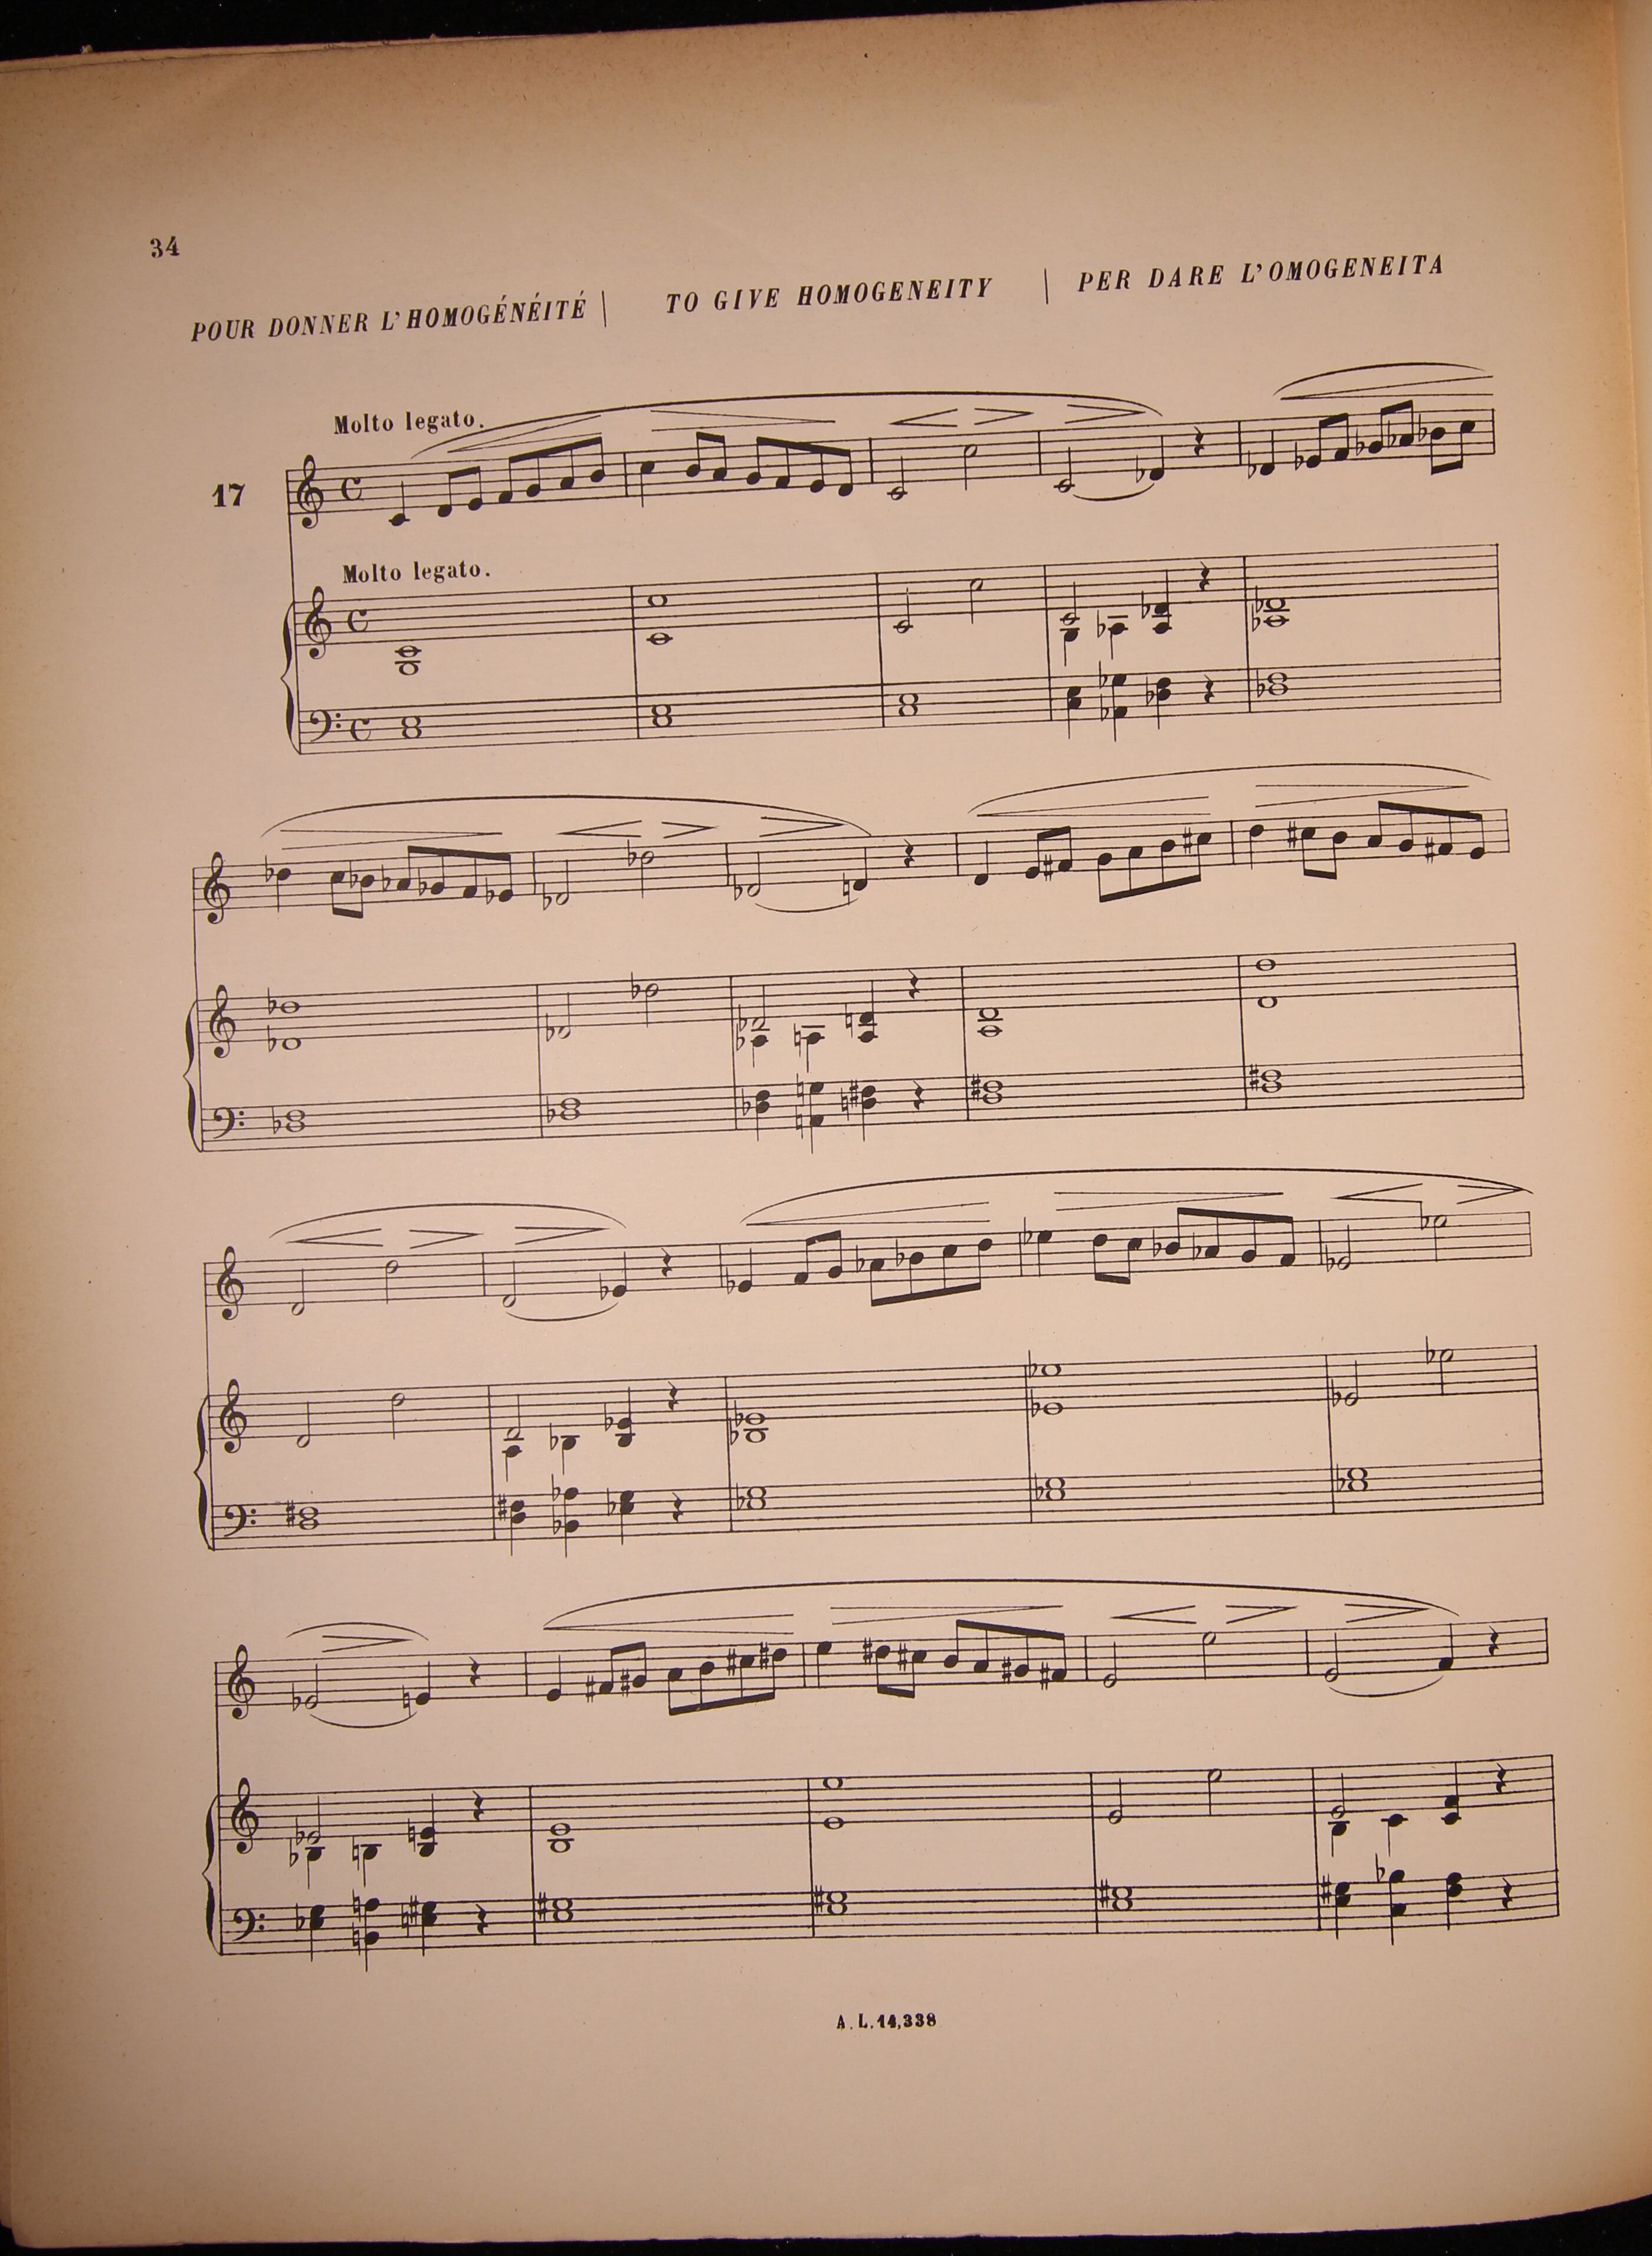 34
POUR DONNER L'HOMOGÉNÉITÉ | TO GIVE HOMOGENEITY | PER DARE L'OMOGENEITA
Molto legato.
17
Molto legato.
A.L.14,338